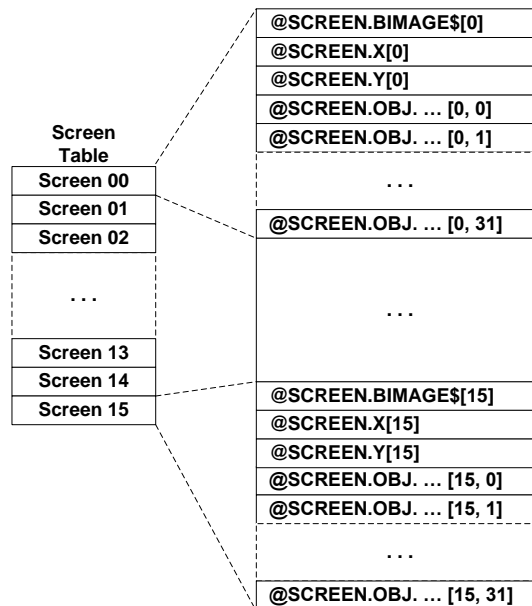 Screen
Table
Screen 00
Screen 01
Screen 02
. . .
Screen 13
Screen 14
Screen 15
@SCREEN.BIMAGE$[0]
@SCREEN.X[0]
@SCREEN.Y[0]
@SCREEN.OBJ. … [0, 0]
@SCREEN.OBJ. … [0, 1]
. . .
@SCREEN.OBJ. … [0, 31]
. . .
@SCREEN.BIMAGE$[15]
@SCREEN.X[15]
@SCREEN.Y[15]
@SCREEN.OBJ. … [15, 0]
@SCREEN.OBJ. … [15, 1]
. . .
@SCREEN.OBJ. … [15, 31]